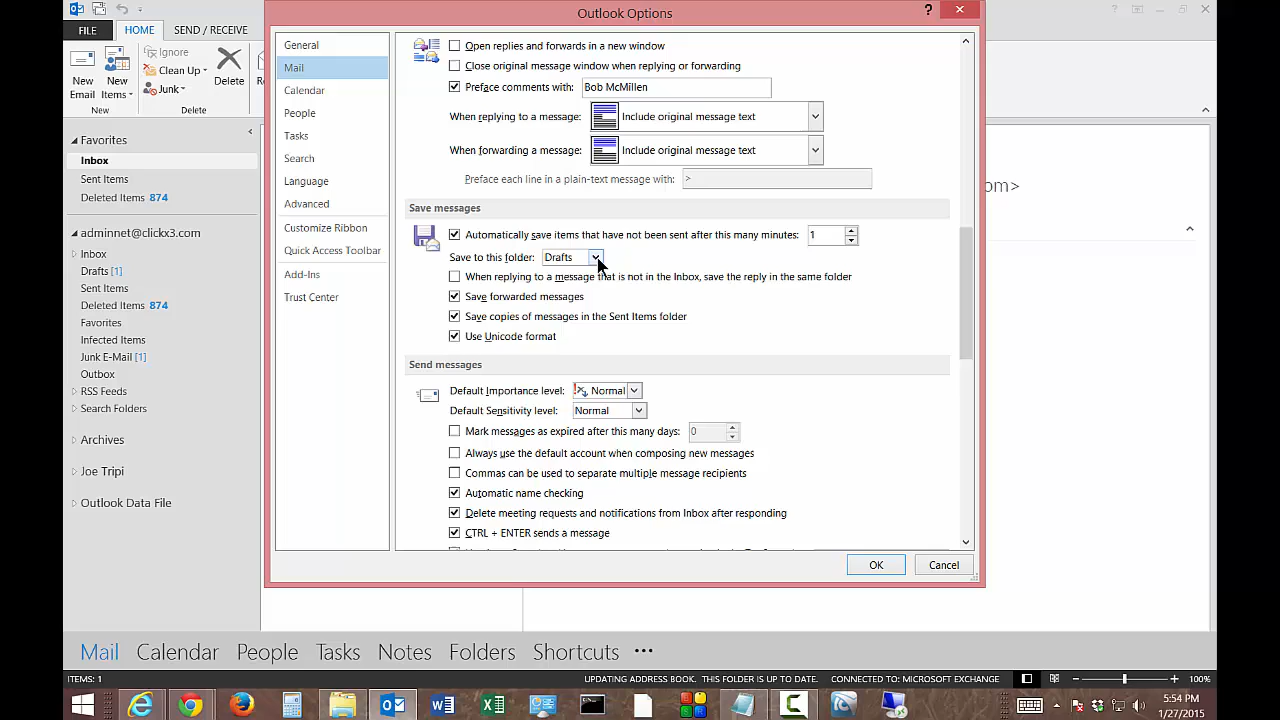 Outlook Options
?
FILE
HOME
SEND / RECEIVE
New Email
New Items
Ignore
Clean Up
Junk
Delete
New
Delete
Favorites
Inbox
Sent Items
Deleted Items 874
adminnet@clickx3.com
Inbox
Drafts [1]
Sent Items
Deleted Items 874
Favorites
Infected Items
Junk E-Mail [1]
Outbox
RSS Feeds
Search Folders
Archives
Joe Tripi
Outlook Data File
General
Mail
Calendar
People
Tasks
Search
Language
Advanced
Customize Ribbon
Quick Access Toolbar
Add-Ins
Trust Center
Open replies and forwards in a new window
Close original message window when replying or forwarding
Preface comments with: Bob McMillen
When replying to a message: Include original message text
When forwarding a message: Include original message text
Preface each line in a plain-text message with: >
Save messages
Automatically save items that have not been sent after this many minutes: 1
Save to this folder: Drafts
When replying to a message that is not in the Inbox, save the reply in the same folder
Save forwarded messages
Save copies of messages in the Sent Items folder
Use Unicode format
Send messages
Default Importance level: Normal
Default Sensitivity level: Normal
Mark messages as expired after this many days: 0
Always use the default account when composing new messages
Commas can be used to separate multiple message recipients
Automatic name checking
Delete meeting requests and notifications from Inbox after responding
CTRL + ENTER sends a message
OK
Cancel
om>
Mail Calendar People Tasks Notes Folders Shortcuts •••
ITEMS: 1
UPDATING ADDRESS BOOK. THIS FOLDER IS UP TO DATE. CONNECTED TO: MICROSOFT EXCHANGE
100%
5:54 PM
1/27/2015